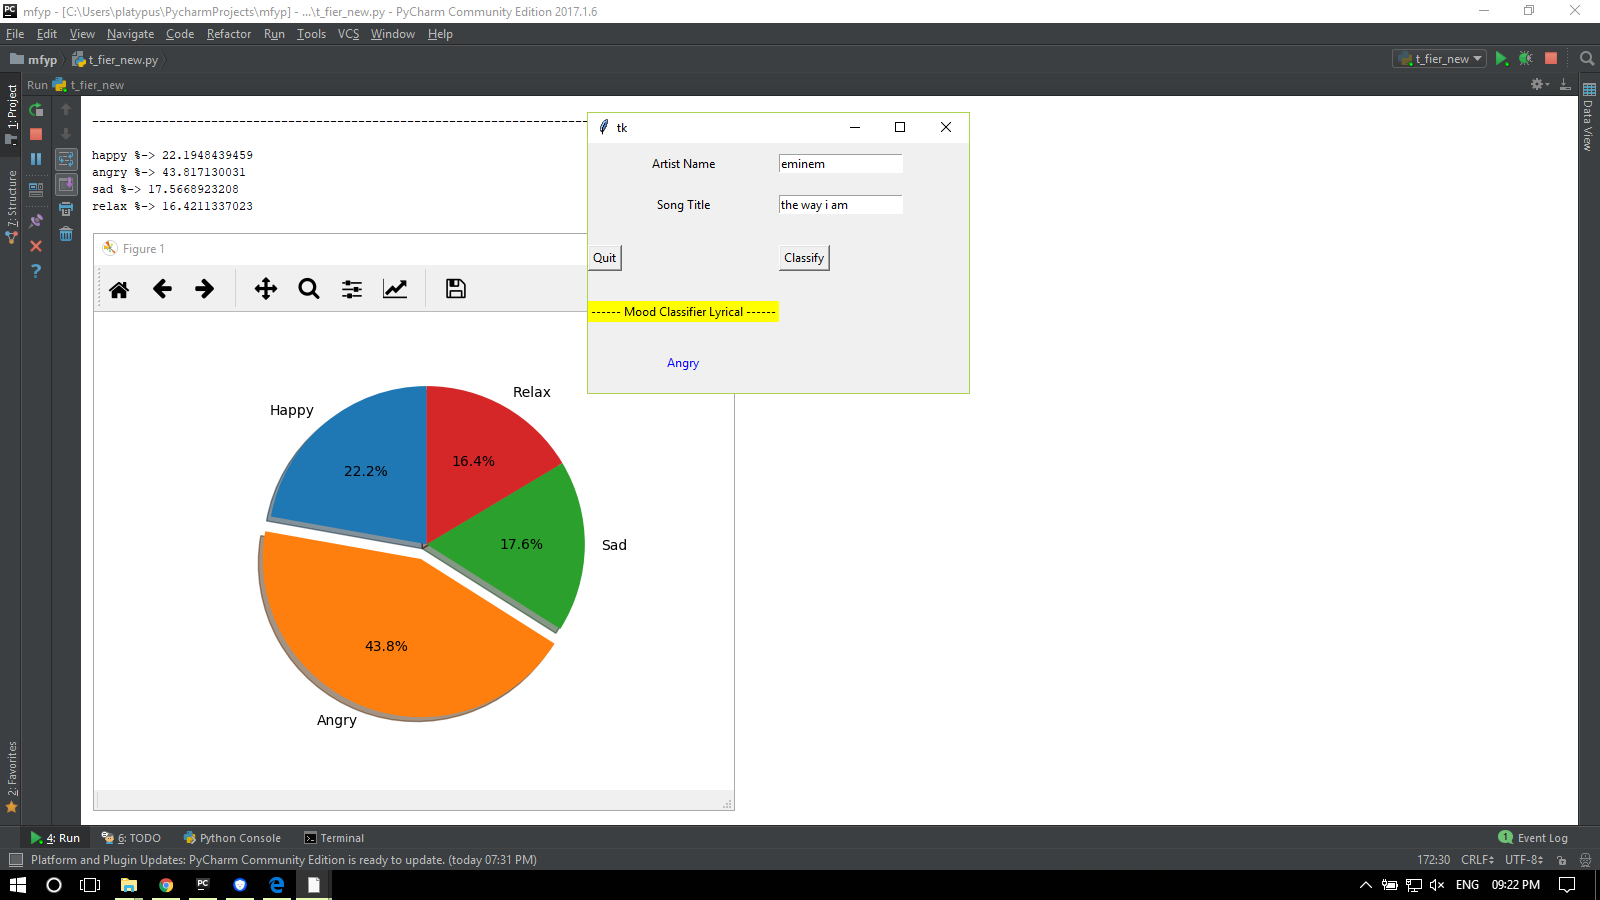 mfyp - [C:\Users\platypus\PycharmProjects\mfyp] - ...\t_fier_new.py - PyCharm Community Edition 2017.1.6
File Edit View Navigate Code Refactor Run Tools VCS Window Help
mfyp t_fier_new.py
t_fier_new
Run t_fier_new
1: Project
7: Structure
2: Favorites
Data View
happy %-> 22.1948439459
angry %-> 43.817130031
sad %-> 17.5668923208
relax %-> 16.4211337023
tk
Artist Name eminem
Song Title the way i am
Quit Classify
------ Mood Classifier Lyrical ------
Angry
Figure 1
Relax
Happy
16.4%
22.2%
17.6%
Sad
43.8%
Angry
4: Run 6: TODO Python Console Terminal
1 Event Log
Platform and Plugin Updates: PyCharm Community Edition is ready to update. (today 07:31 PM)
172:30 CRLF UTF-8
ENG 09:22 PM